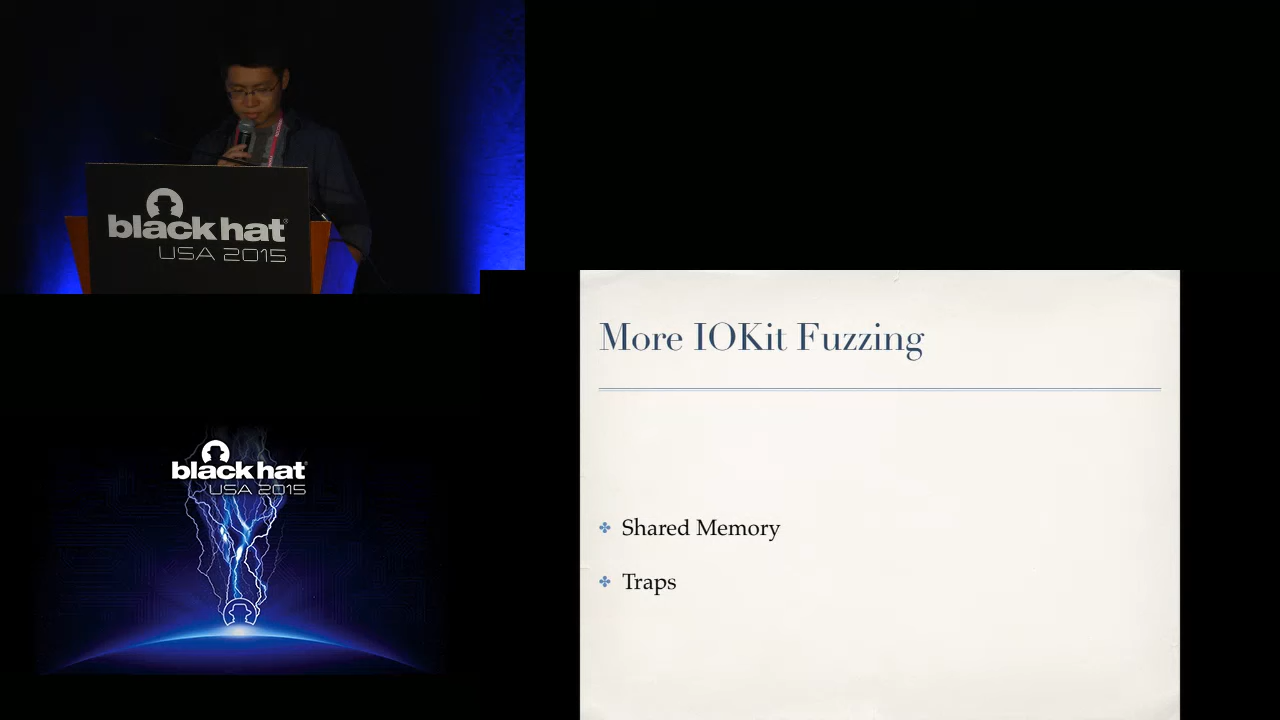 black hat®
USA 2015
More IOKit Fuzzing
black hat
USA 2015
Shared Memory
Traps